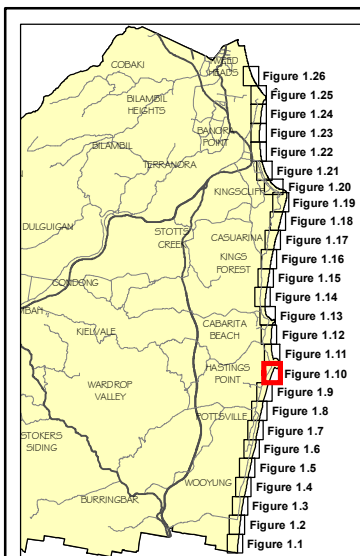 TWEED
HEADS
COBAKI
BILAMBIL
HEIGHTS
BANORA
POINT
BILAMBIL
TERRANORA
KINGSCLIFF
DULGUIGAN
STOTTS
CREEK
CASUARINA
KINGS
FOREST
GONDONG
MBAH
KIELVALE
CABARITA
BEACH
HASTINGS
POINT
WARDROP
VALLEY
POTTSVILLE
STOKERS
SIDING
WOOYUNG
BURRINGBAR
Figure 1.26
Figure 1.25
Figure 1.24
Figure 1.23
Figure 1.22
Figure 1.21
Figure 1.20
Figure 1.19
Figure 1.18
Figure 1.17
Figure 1.16
Figure 1.15
Figure 1.14
Figure 1.13
Figure 1.12
Figure 1.11
Figure 1.10
Figure 1.9
Figure 1.8
Figure 1.7
Figure 1.6
Figure 1.5
Figure 1.4
Figure 1.3
Figure 1.2
Figure 1.1